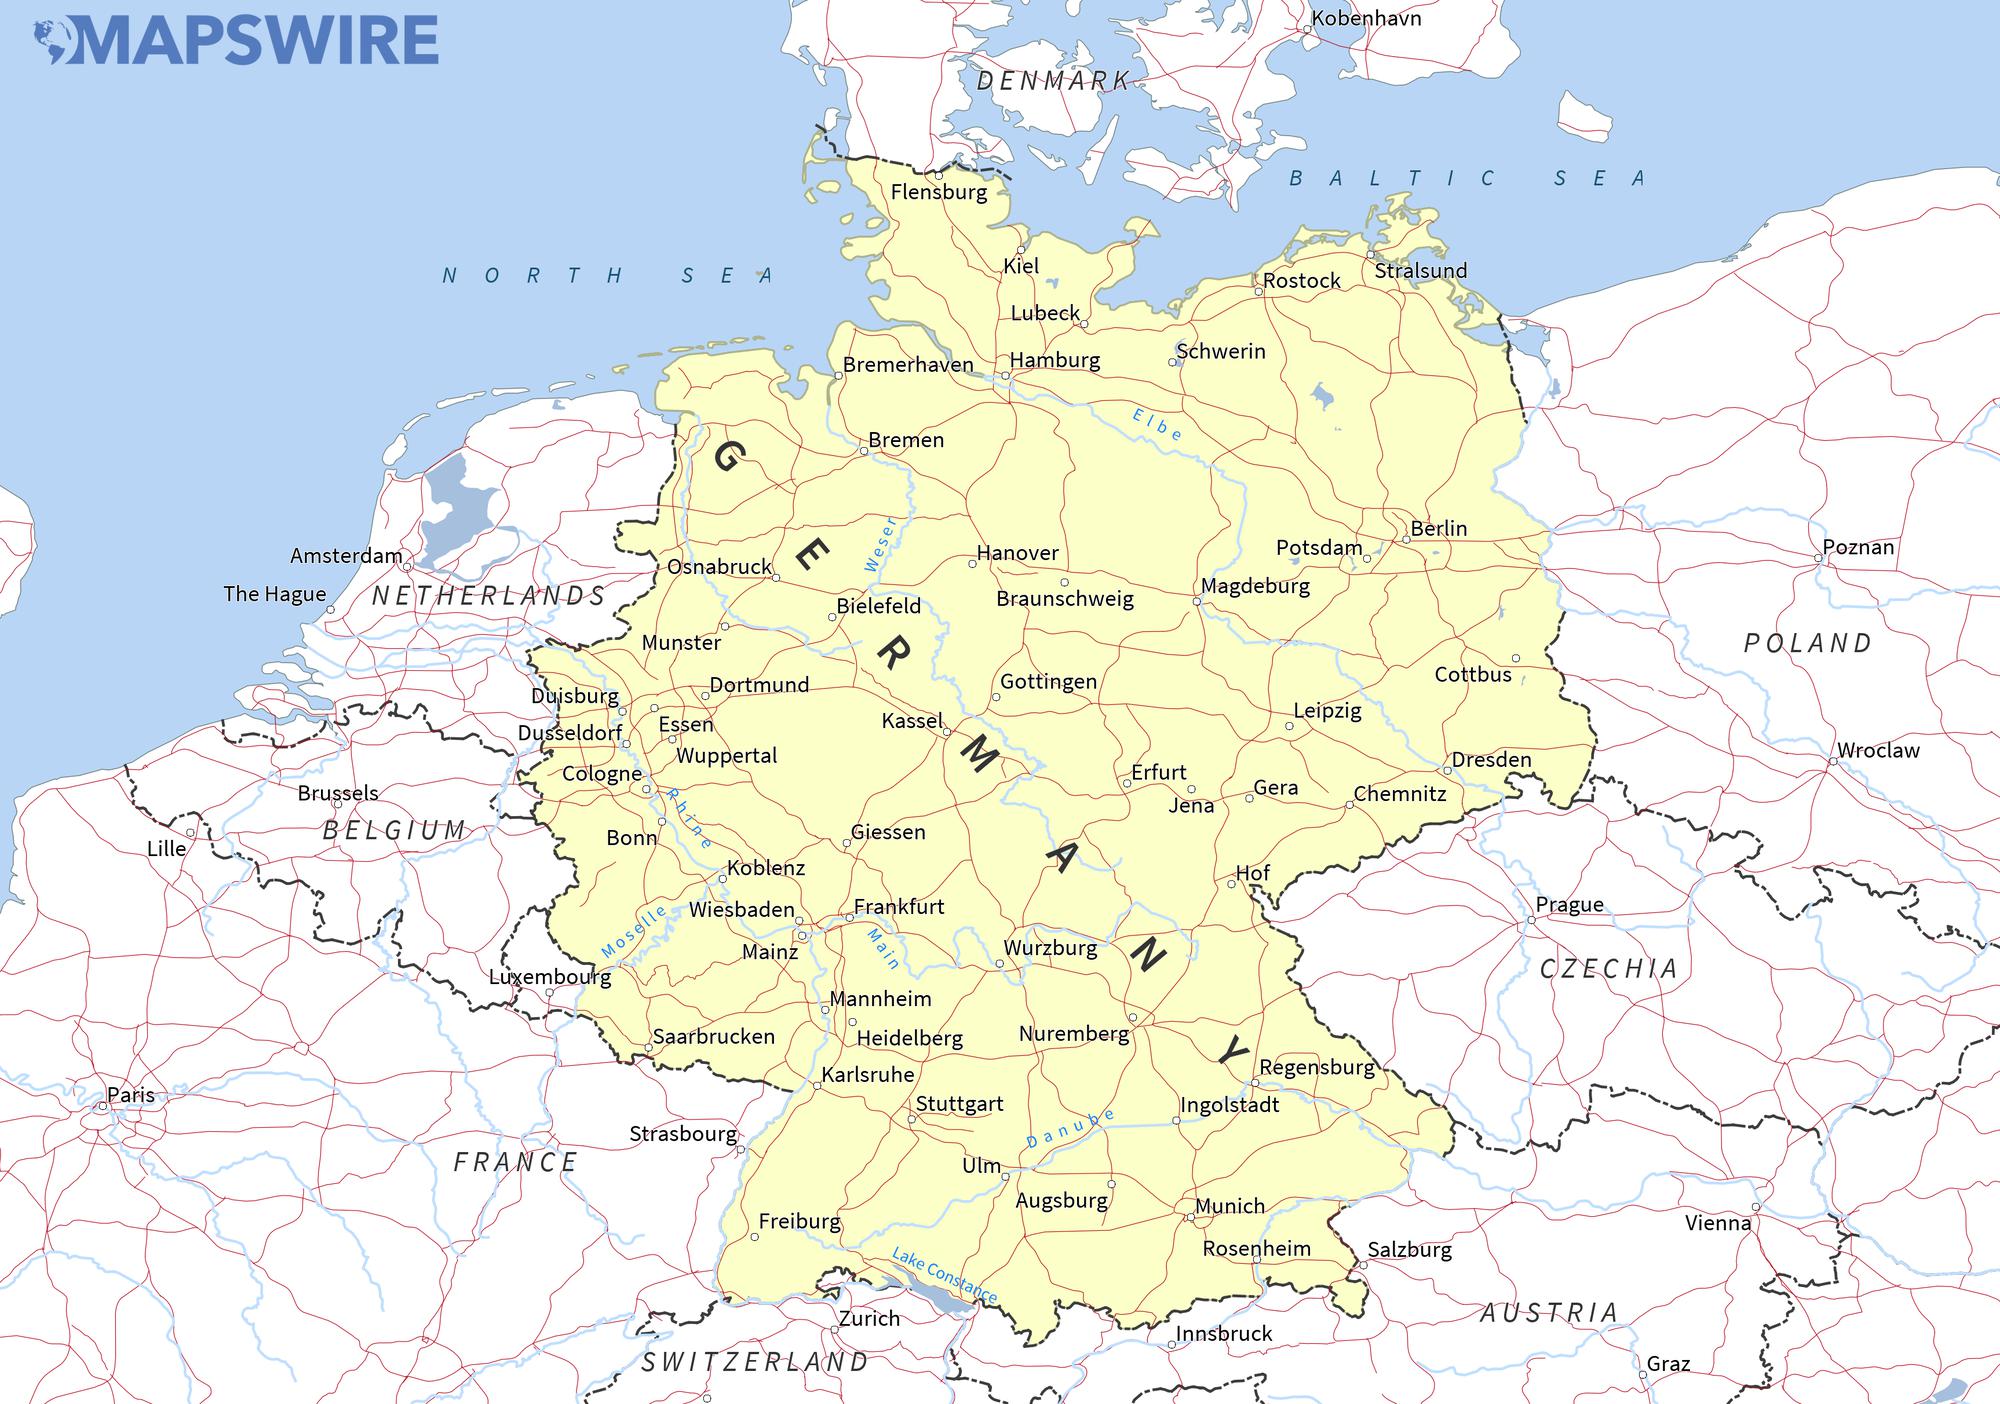 MAPSWIRE
Kobenhavn
DENMARK
BALTIC SEA
Flensburg
NORTH SEA
Kiel
Stralsund
Rostock
Lubeck
Schwerin
Hamburg
Bremerhaven
Elbe
Bremen
GERMANY
Weser
Berlin
Potsdam
Poznan
Hanover
Amsterdam
Osnabruck
The Hague
NETHERLANDS
Magdeburg
Braunschweig
Bielefeld
Munster
POLAND
Cottbus
Gottingen
Dortmund
Duisburg
Leipzig
Kassel
Essen
Dusseldorf
Wuppertal
Wroclaw
Dresden
Erfurt
Cologne
Gera
Jena
Chemnitz
Brussels
Rhine
BELGIUM
Giessen
Bonn
Lille
Koblenz
Hof
Prague
Frankfurt
Wiesbaden
Moselle
Main
Mainz
Wurzburg
CZECHIA
Luxembourg
Mannheim
Nuremberg
Saarbrucken
Heidelberg
Regensburg
Karlsruhe
Paris
Stuttgart
Ingolstadt
Danube
Strasbourg
FRANCE
Ulm
Augsburg
Munich
Freiburg
Vienna
Rosenheim
Salzburg
Lake Constance
Zurich
AUSTRIA
Innsbruck
SWITZERLAND
Graz